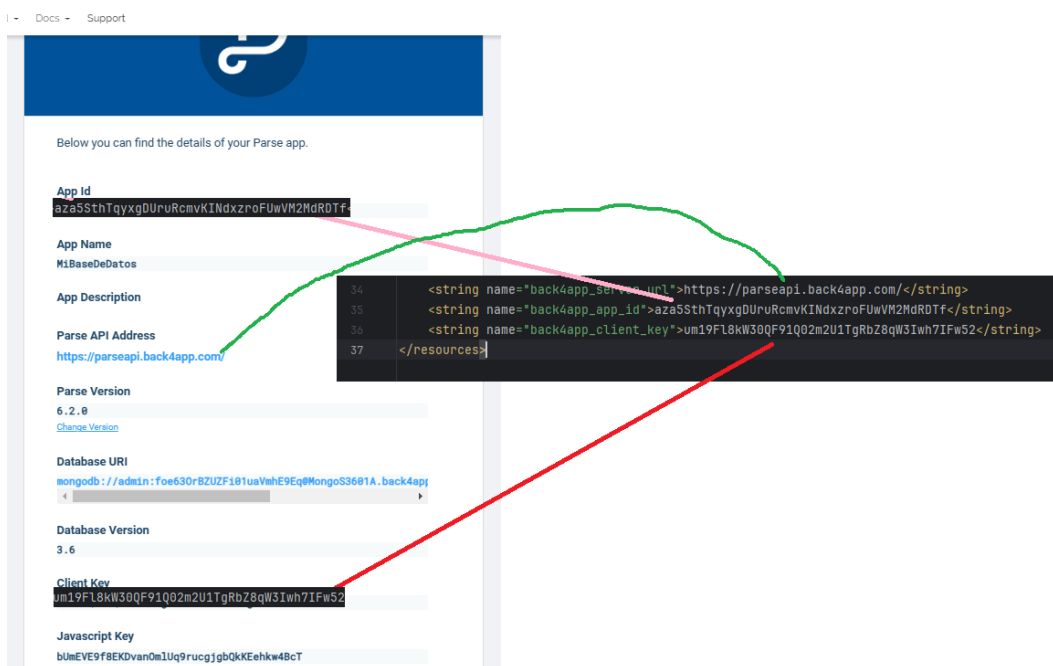 Docs
Support
Below you can find the details of your Parse app.
App Id
aza5SthTqyxgDUruRcmvKINdxzroFUwVM2MdRDTf
App Name
MiBaseDeDatos
App Description
Parse API Address
https://parseapi.back4app.com/
Parse Version
6.2.0
Change Version
Database URI
mongodb://admin:foe63OrBZUZFi01uaVmhE9Eq@MongoS3601A.back4app
Database Version
3.6
Client Key
um19Fl8kW30QF91Q02m2U1TgRbZ8qW3Iwh7IFw52
Javascript Key
bUmEVE9f8EKDvanOmlUq9rucgjgbQkKEehkw4BcT
34 <string name="back4app_server_url">https://parseapi.back4app.com/</string>
35 <string name="back4app_app_id">aza5SthTqyxgDUruRcmvKINdxzroFUwVM2MdRDTf</string>
36 <string name="back4app_client_key">um19Fl8kW30QF91Q02m2U1TgRbZ8qW3Iwh7IFw52</string>
37 </resources>